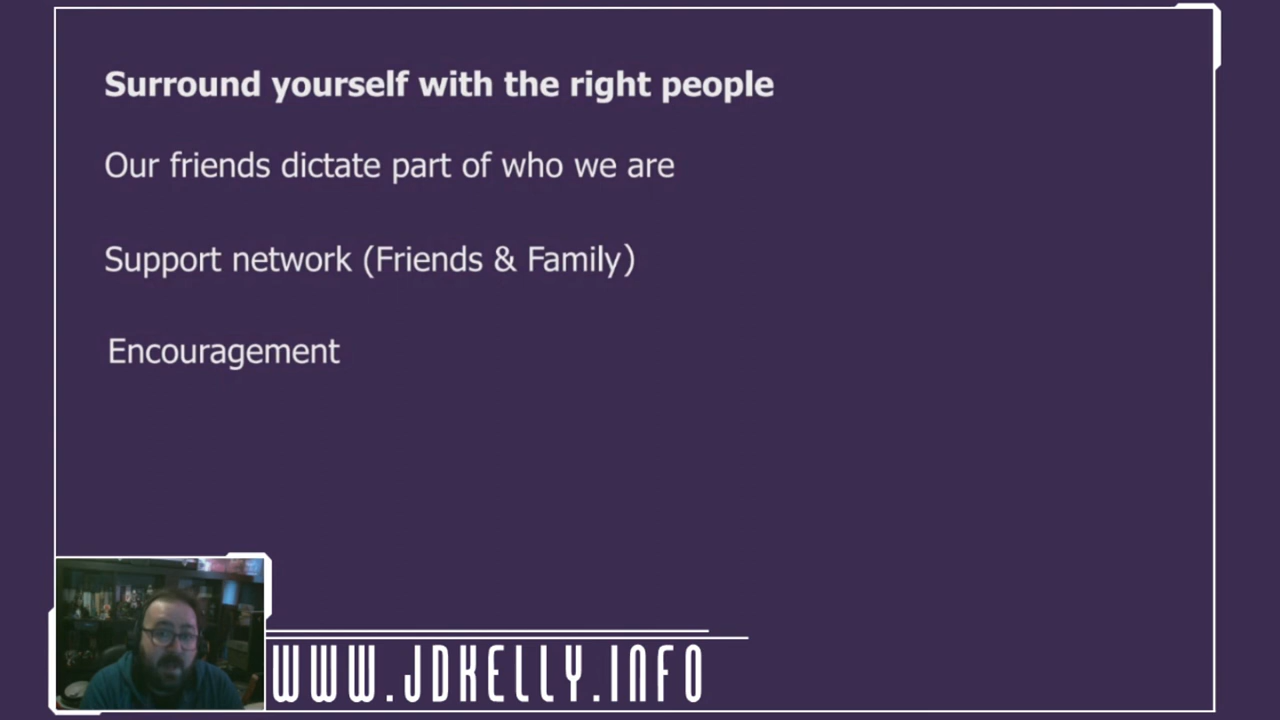 Surround yourself with the right people
Our friends dictate part of who we are
Support network (Friends & Family)
Encouragement
WWW.JDKELLY.INFO